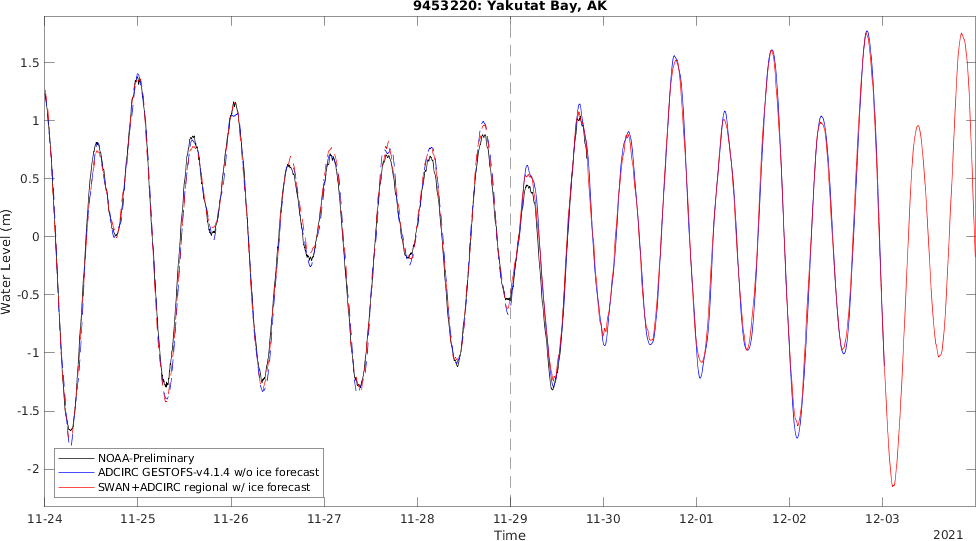 9453220: Yakutat Bay, AK
Water Level (m)
1.5
1
0.5
0
-0.5
-1
-1.5
-2
NOAA-Preliminary
ADCIRC GESTOFS-v4.1.4 w/o ice forecast
SWAN+ADCIRC regional w/ ice forecast
11-24 11-25 11-26 11-27 11-28 11-29 11-30 12-01 12-02 12-03
Time
2021